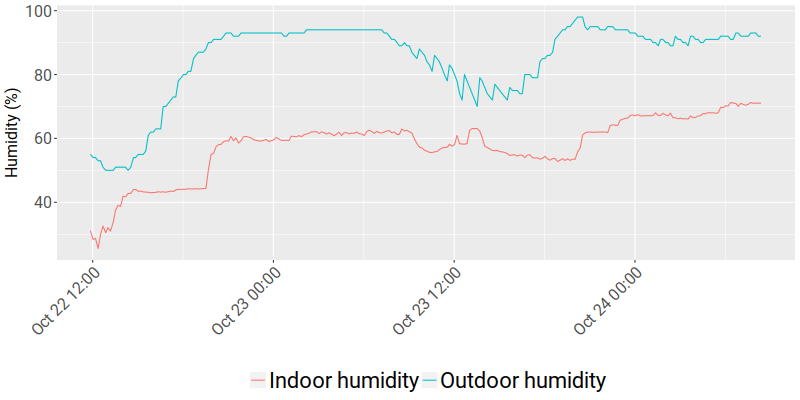 Humidity (%)
100
80
60
40
Oct 22 12:00
Oct 23 00:00
Oct 23 12:00
Oct 24 00:00
Indoor humidity
Outdoor humidity